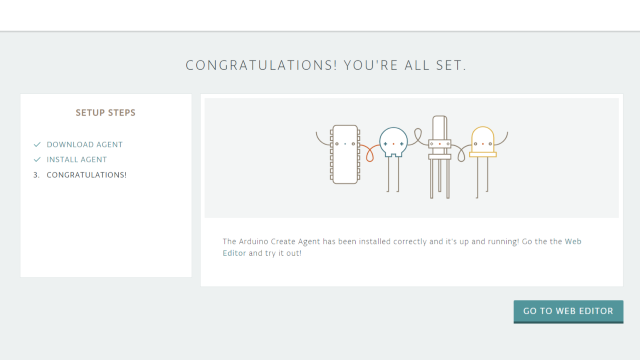 CONGRATULATIONS! YOU'RE ALL SET.
SETUP STEPS
DOWNLOAD AGENT
INSTALL AGENT
3. CONGRATULATIONS!
The Arduino Create Agent has been installed correctly and it's up and running! Go the the Web
Editor and try it out!
GO TO WEB EDITOR